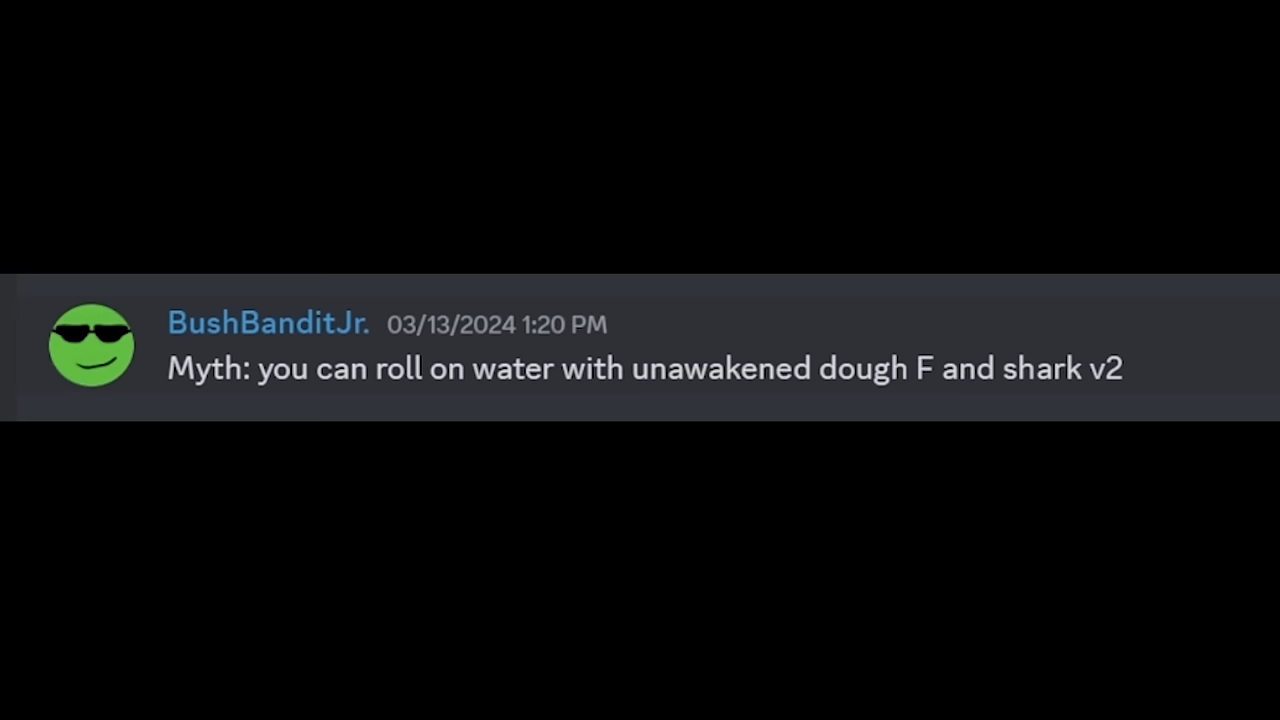 BushBanditJr. 03/13/2024 1:20 PM
Myth: you can roll on water with unawakened dough F and shark v2